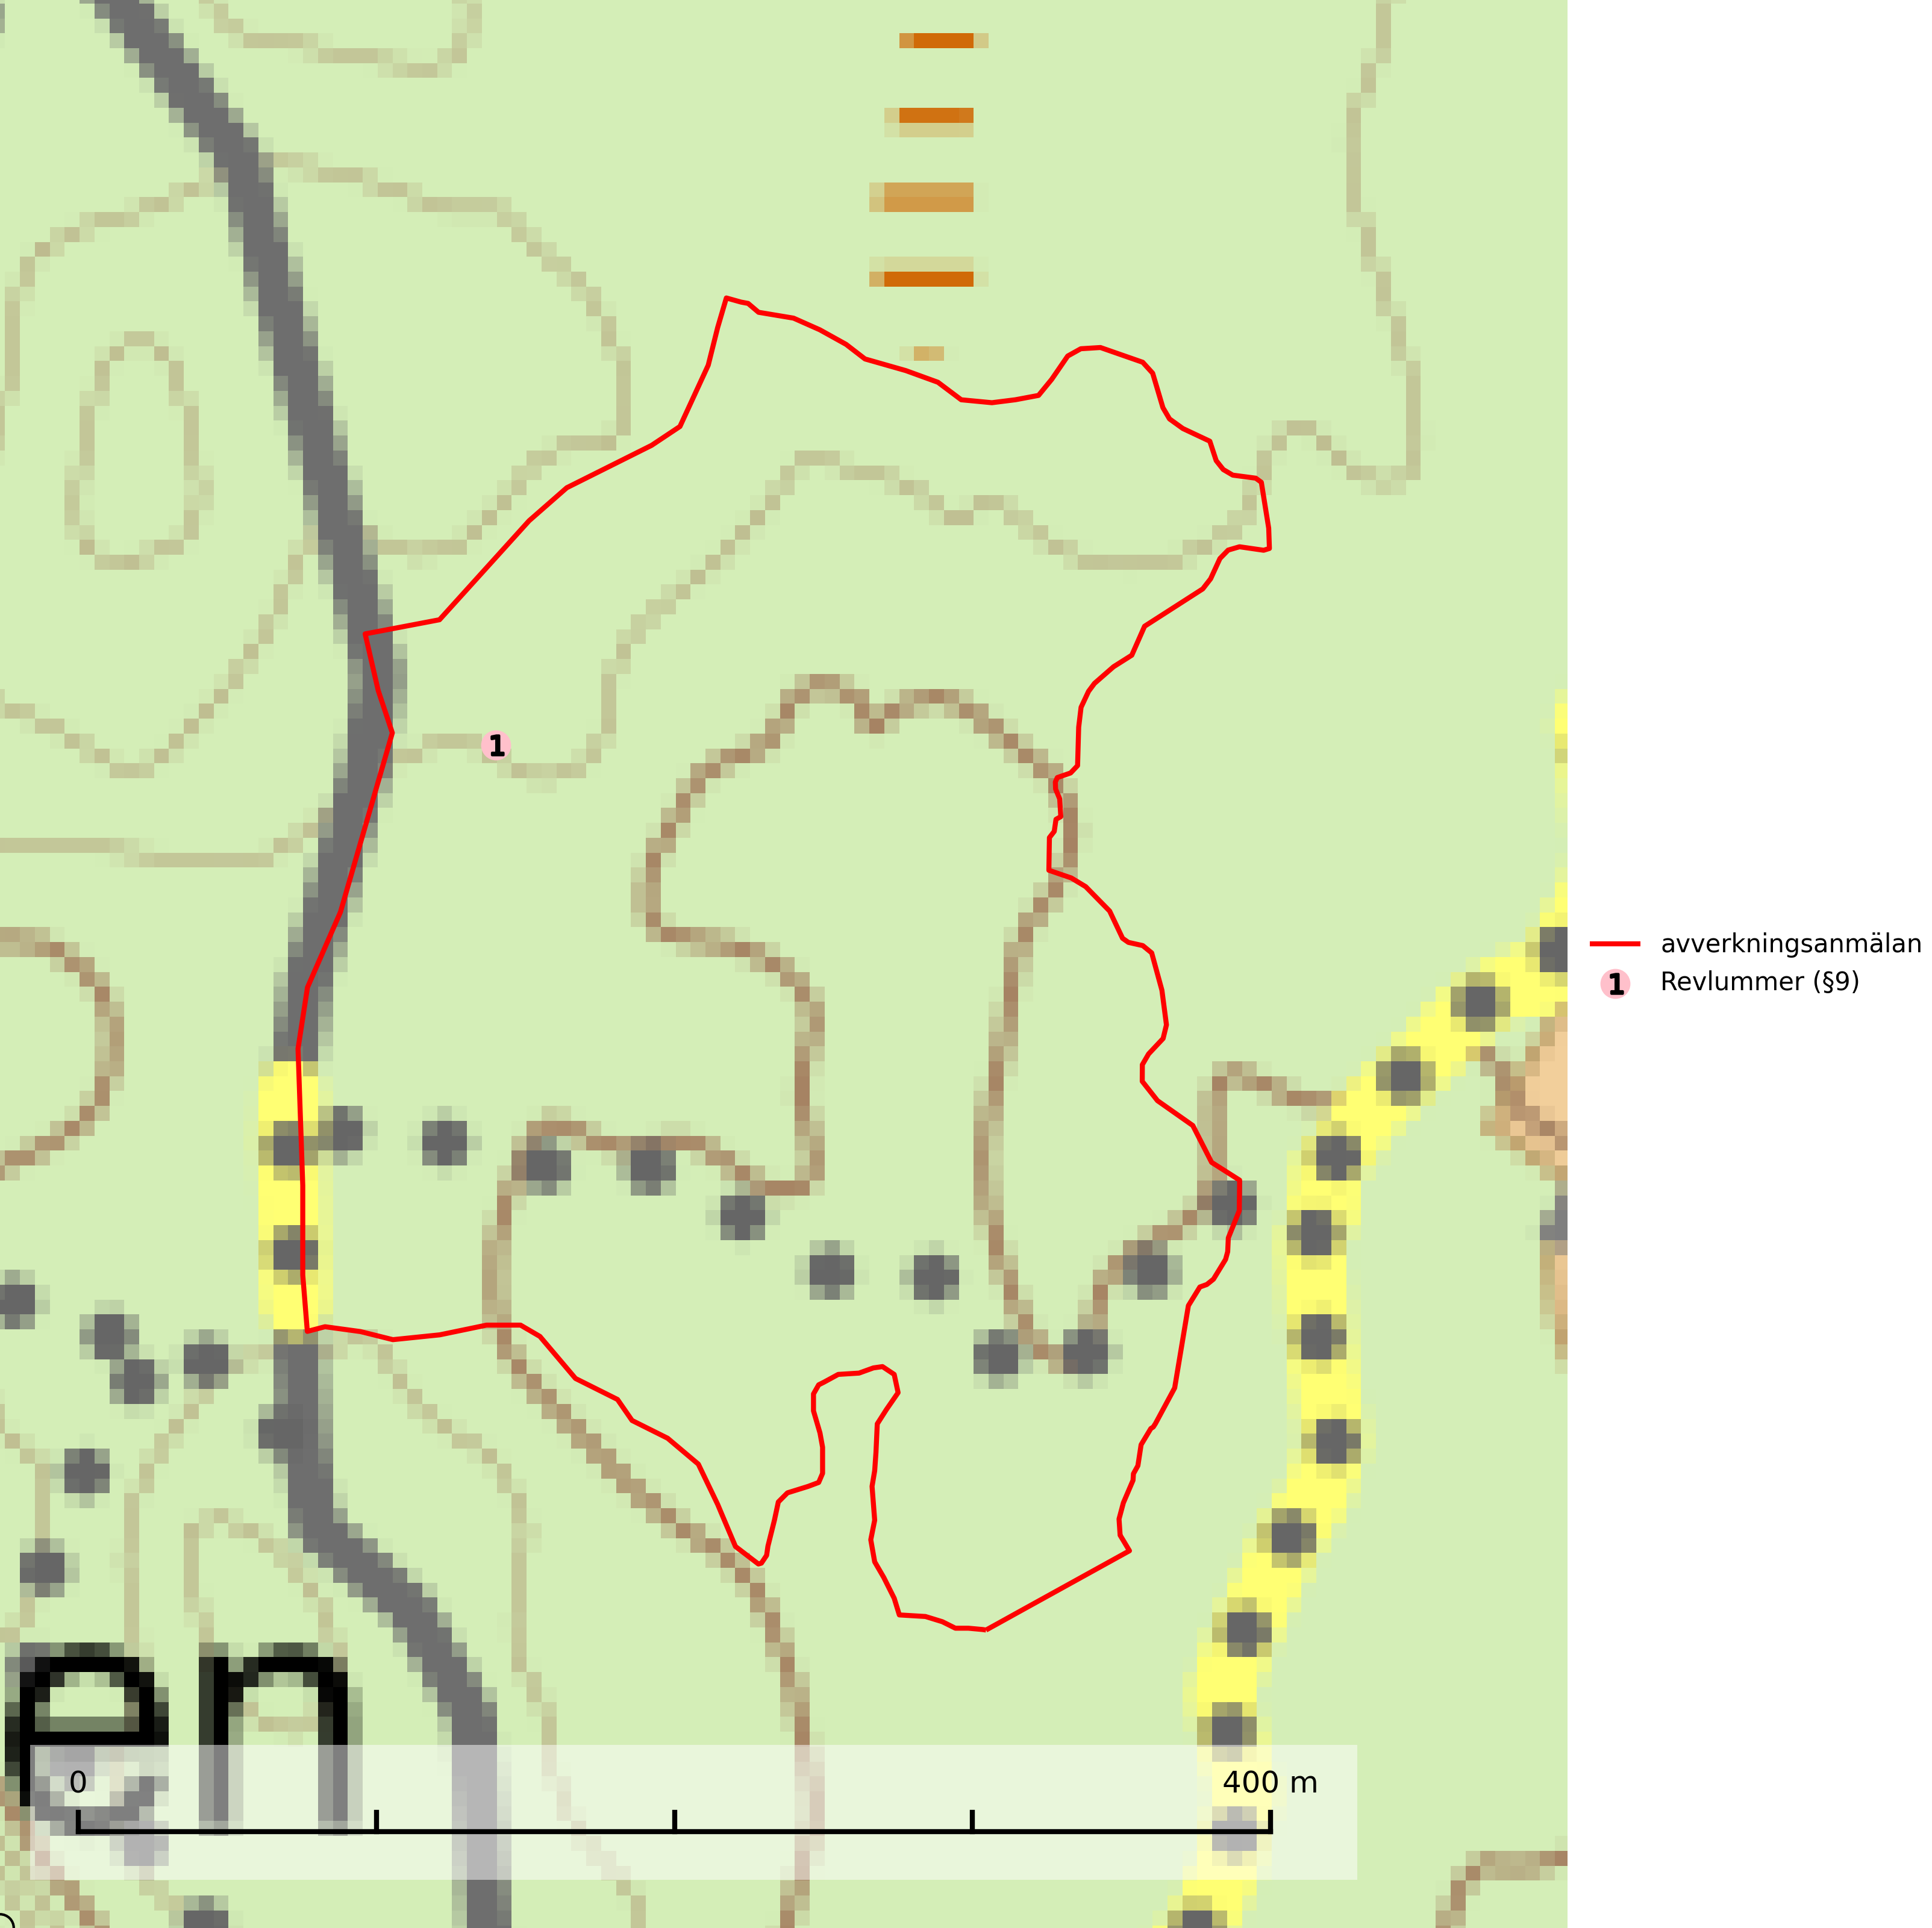 1
avverkningsanmälan
1 Revlummer (§9)
en
0 400 m